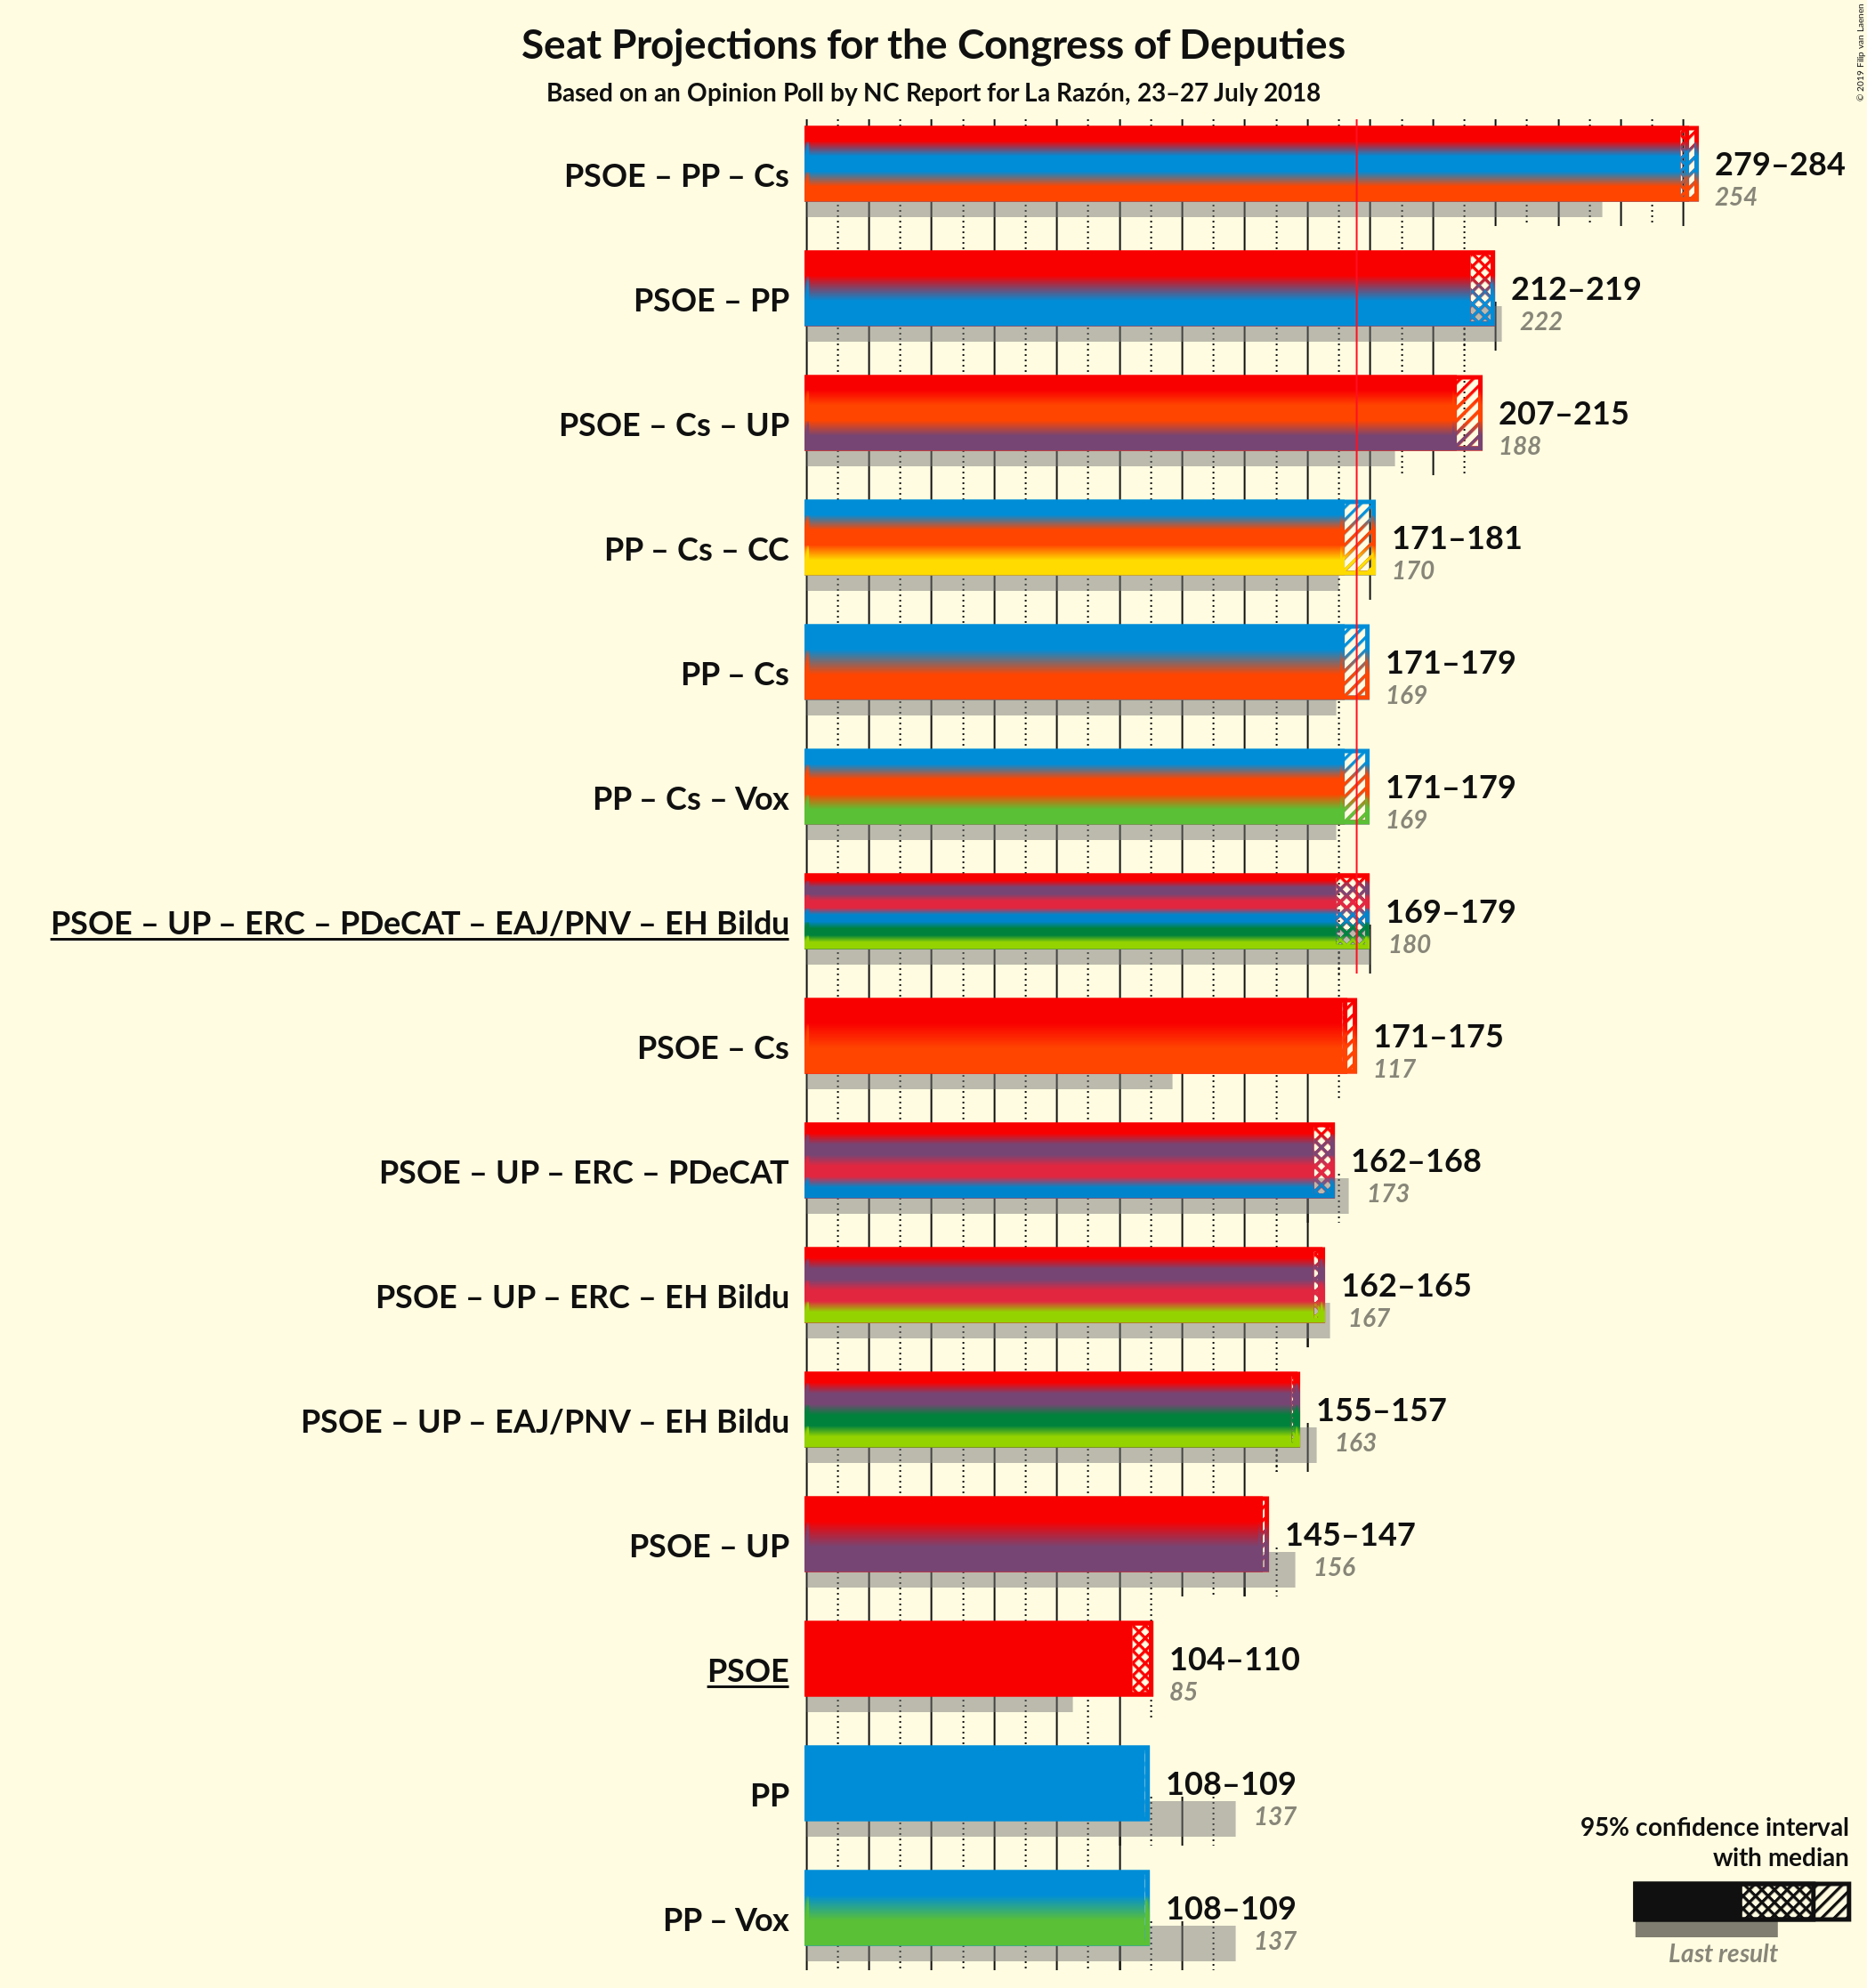 Seat Projections for the Congress of Deputies
Based on an Opinion Poll by NC Report for La Razón, 23–27 July 2018
© 2019 Filip van Laenen
PSOE – PP – Cs
279–284
254
PSOE – PP
212–219
222
PSOE – Cs – UP
207–215
188
PP – Cs – CC
171–181
170
PP – Cs
171–179
169
PP – Cs – Vox
171–179
169
PSOE – UP – ERC – PDeCAT – EAJ/PNV – EH Bildu
169–179
180
PSOE – Cs
171–175
117
PSOE – UP – ERC – PDeCAT
162–168
173
PSOE – UP – ERC – EH Bildu
162–165
167
PSOE – UP – EAJ/PNV – EH Bildu
155–157
163
PSOE – UP
145–147
156
PSOE
104–110
85
PP
108–109
137
PP – Vox
108–109
137
95% confidence interval
with median
Last result